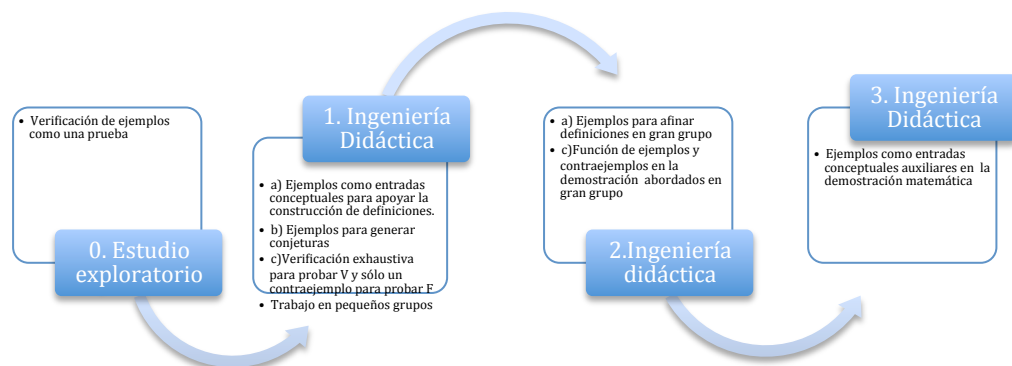 • Verificación de ejemplos
como una prueba
0. Estudio
exploratorio
1. Ingeniería
Didáctica
• a) Ejemplos como entradas
conceptuales para apoyar la
construcción de definiciones.
• b) Ejemplos para generar
conjeturas
• c)Verificación exhaustiva
para probar V y sólo un
contraejemplo para probar F
• Trabajo en pequeños grupos
• a) Ejemplos para afinar
definiciones en gran grupo
• c)Función de ejemplos y
contraejemplos en la
demostración abordados en
gran grupo
2.Ingeniería
didáctica
3. Ingeniería
Didáctica
• Ejemplos como entradas
conceptuales auxiliares en la
demostración matemática